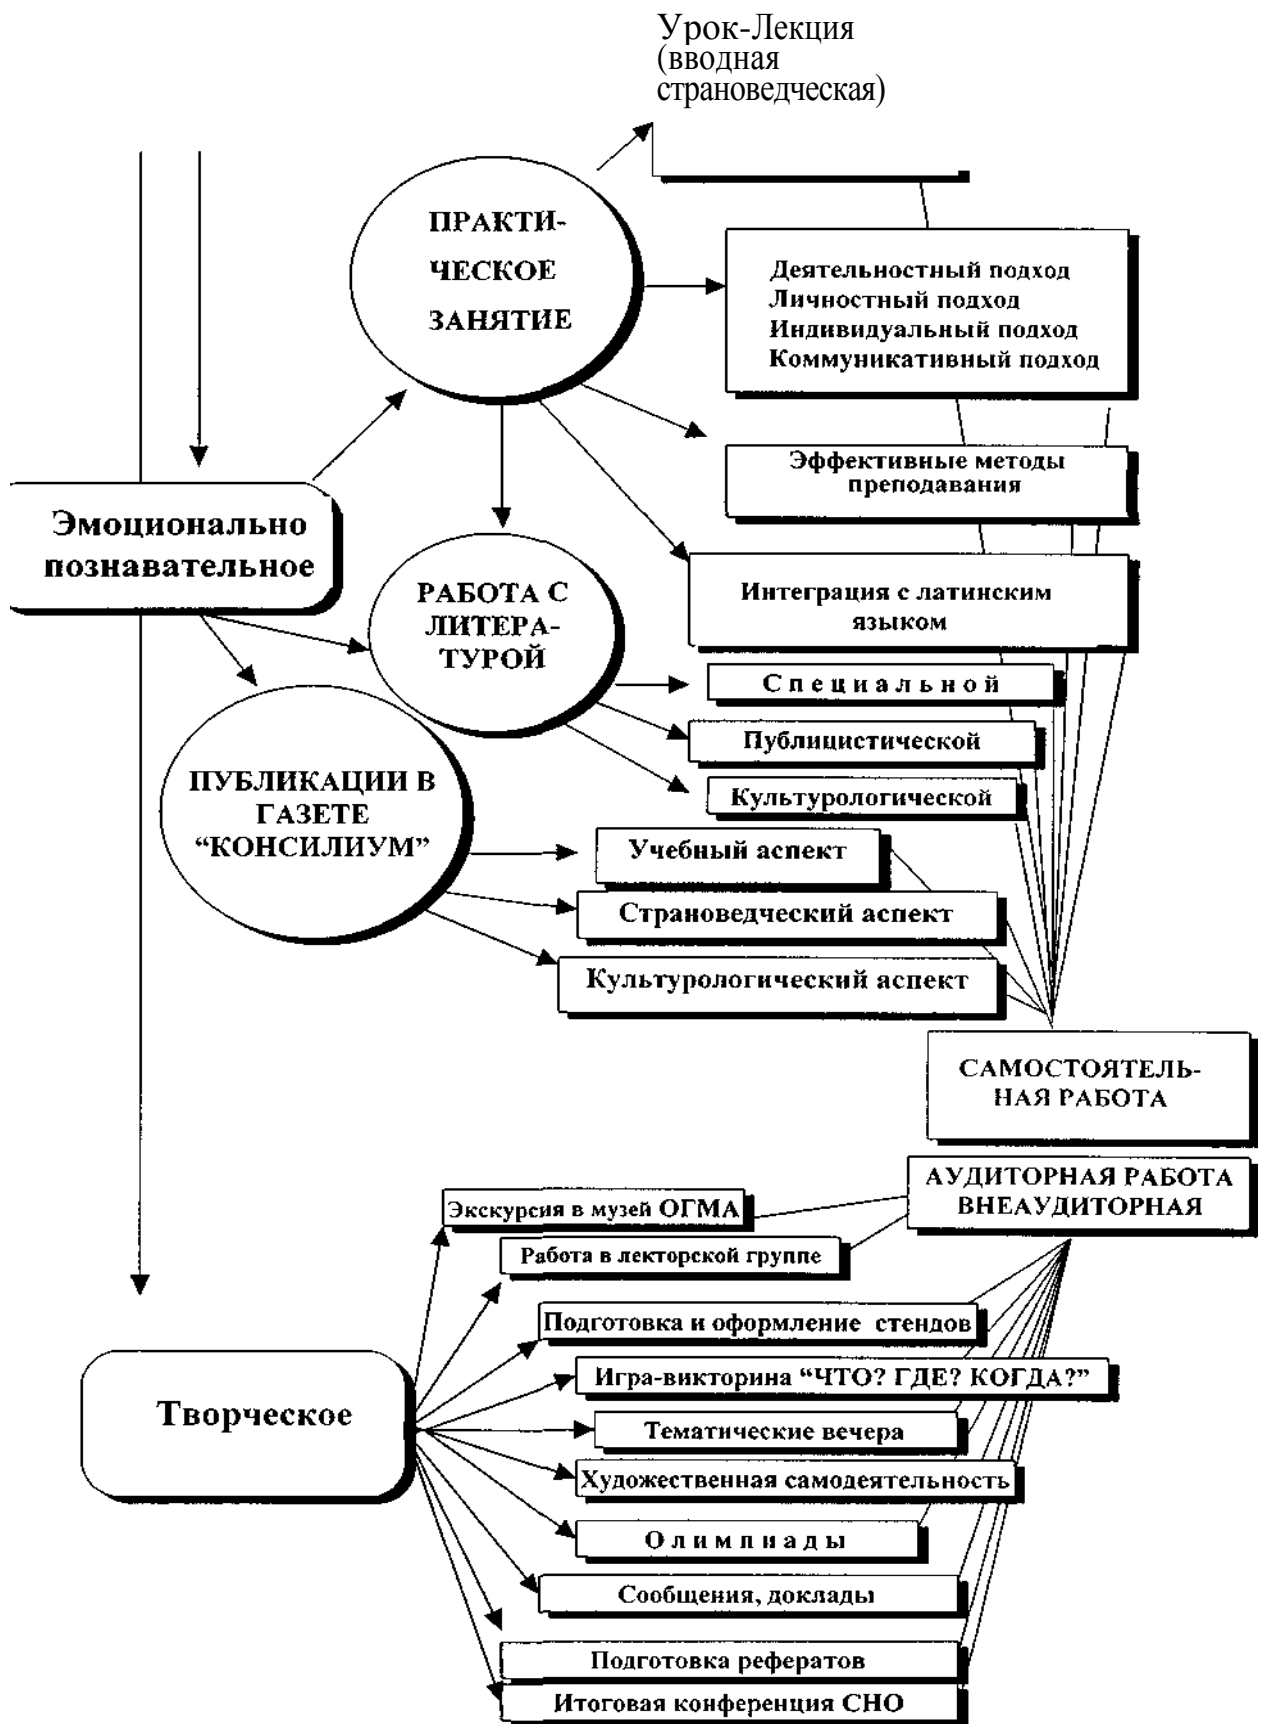 Урок-Лекция
(вводная
страноведческая)
ПРАКТИ-
ЧЕСКОЕ
ЗАНЯТИЕ
Деятельностный подход
Личностный подход
Индивидуальный подход
Коммуникативный подход
Эффективные методы
преподавания
Эмоционально
познавательное
Интеграция с латинским
языком
РАБОТА С
ЛИТЕРА-
ТУРОЙ
Специальной
Публицистической
Культурологической
ПУБЛИКАЦИИ В
ГАЗЕТЕ
“КОНСИЛИУМ”
Учебный аспект
Страноведческий аспект
Культурологический аспект
САМОСТОЯТЕЛЬ-
НАЯ РАБОТА
АУДИТОРНАЯ РАБОТА
ВНЕАУДИТОРНАЯ
Экскурсия в музей ОГМА
Работа в лекторской группе
Подготовка и оформление стендов
Игра-викторина “ЧТО? ГДЕ? КОГДА?”
Творческое
Тематические вечера
Художественная самодеятельность
Олимпиады
Сообщения, доклады
Подготовка рефератов
Итоговая конференция СНО